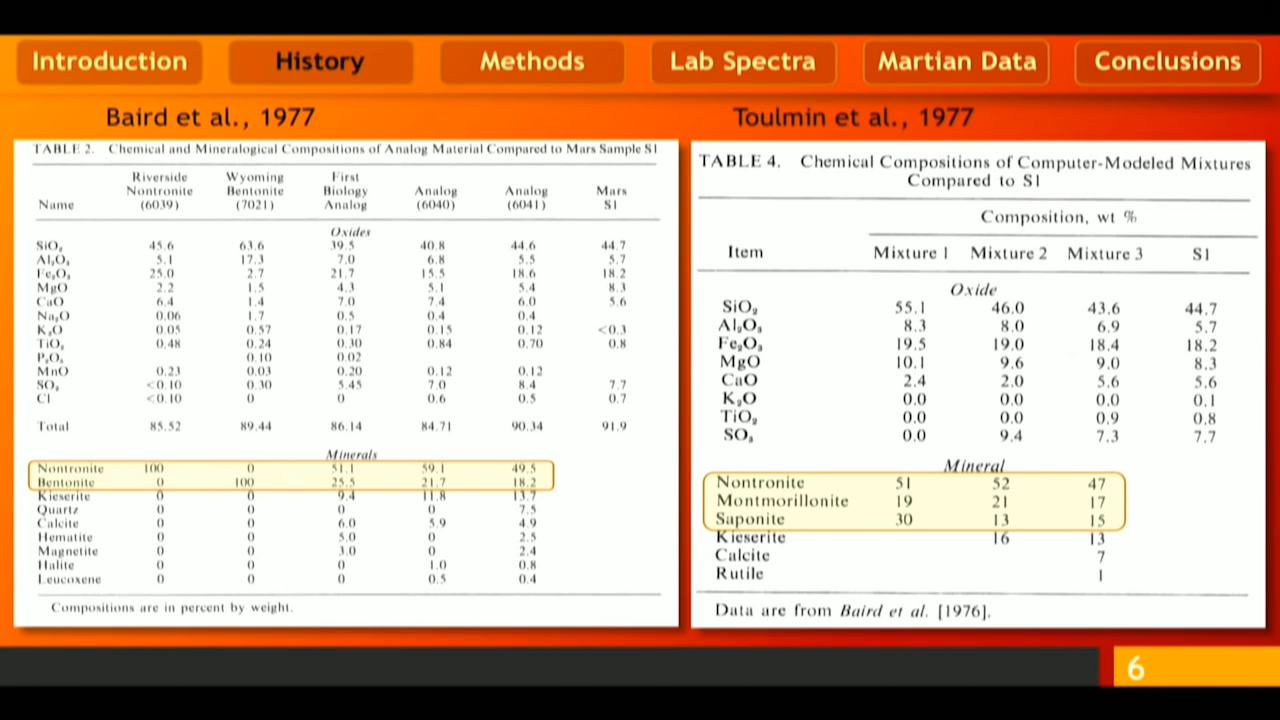 Introduction History Methods Lab Spectra Martian Data Conclusions
Baird et al., 1977
TABLE 2. Chemical and Mineralogical Compositions of Analog Material Compared to Mars Sample S1
Name Riverside Nontronite (6039) Wyoming Bentonite (7021) First Biology Analog Analog (6040) Analog (6041) Mars S1
Oxides
SiO₂ 45.6 63.6 39.5 40.8 44.6 44.7
Al₂O₃ 5.1 17.3 7.0 6.8 5.5 5.7
Fe₂O₃ 25.0 2.7 21.7 15.5 18.6 18.2
MgO 2.2 1.5 4.3 5.1 5.4 8.3
CaO 6.4 1.4 7.0 7.4 6.0 5.6
Na₂O 0.06 1.7 0.5 0.4 0.4
K₂O 0.05 0.57 0.17 0.15 0.12 <0.3
TiO₂ 0.48 0.24 0.30 0.84 0.70 0.8
P₂O₅ 0.10 0.02
MnO 0.23 0.03 0.20 0.12 0.12
SO₃ <0.10 0.30 5.45 7.0 8.4 7.7
Cl <0.10 0 0 0.6 0.5 0.7
Total 85.52 89.44 86.14 84.71 90.34 91.9
Minerals
Nontronite 100 0 51.1 59.1 49.5
Bentonite 0 100 25.5 21.7 18.2
Kieserite 0 0 9.4 11.8 13.7
Quartz 0 0 0 0 7.5
Calcite 0 0 6.0 5.9 4.9
Hematite 0 0 5.0 0 2.5
Magnetite 0 0 3.0 0 2.4
Halite 0 0 0 1.0 0.8
Leucoxene 0 0 0 0.5 0.4
Compositions are in percent by weight.
Toulmin et al., 1977
TABLE 4. Chemical Compositions of Computer-Modeled Mixtures
Compared to S1
Composition, wt %
Item Mixture 1 Mixture 2 Mixture 3 S1
Oxide
SiO₂ 55.1 46.0 43.6 44.7
Al₂O₃ 8.3 8.0 6.9 5.7
Fe₂O₃ 19.5 19.0 18.4 18.2
MgO 10.1 9.6 9.0 8.3
CaO 2.4 2.0 5.6 5.6
K₂O 0.0 0.0 0.0 0.1
TiO₂ 0.0 0.0 0.9 0.8
SO₃ 0.0 9.4 7.3 7.7
Mineral
Nontronite 51 52 47
Montmorillonite 19 21 17
Saponite 30 13 15
Kieserite 16 13
Calcite 7
Rutile 1
Data are from Baird et al. [1976].
6